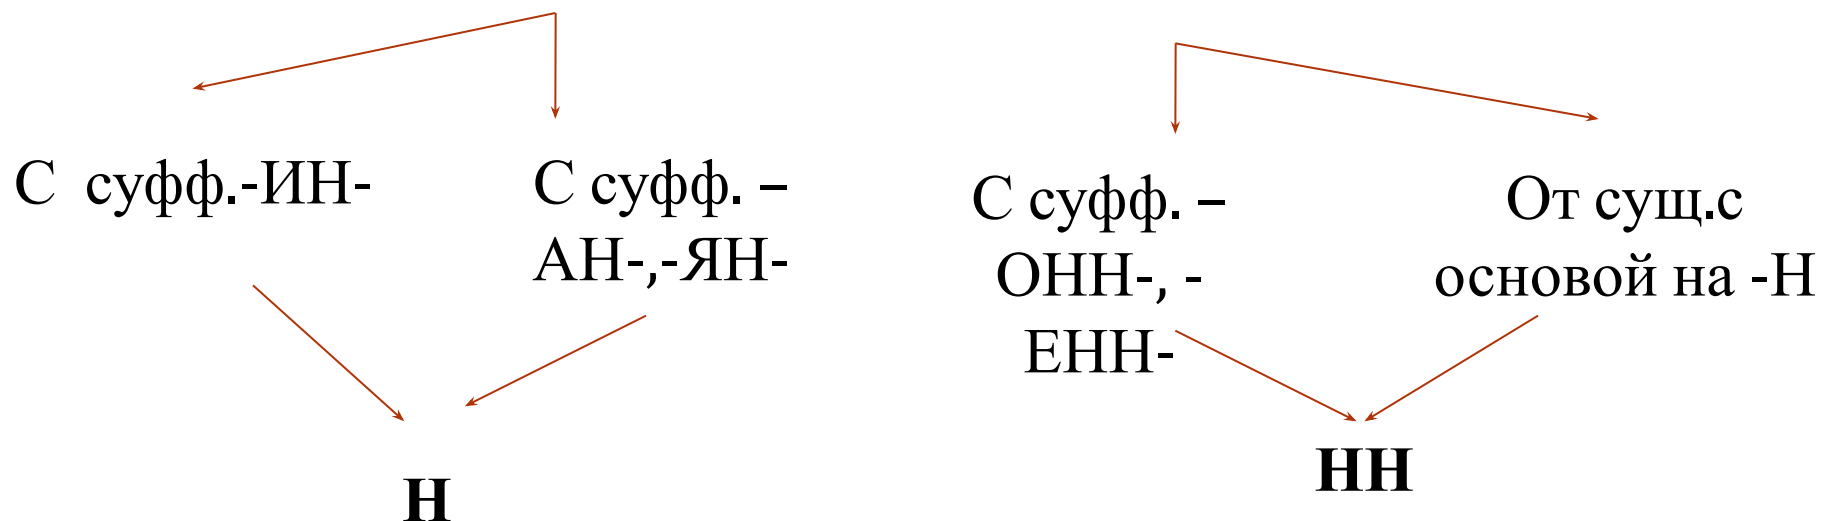 С  суфф.-ИН-
С суфф. –
АН-,-ЯН-
Н
С суфф. –
ОНН-, -
ЕНН-
От сущ.с
основой на -Н
НН